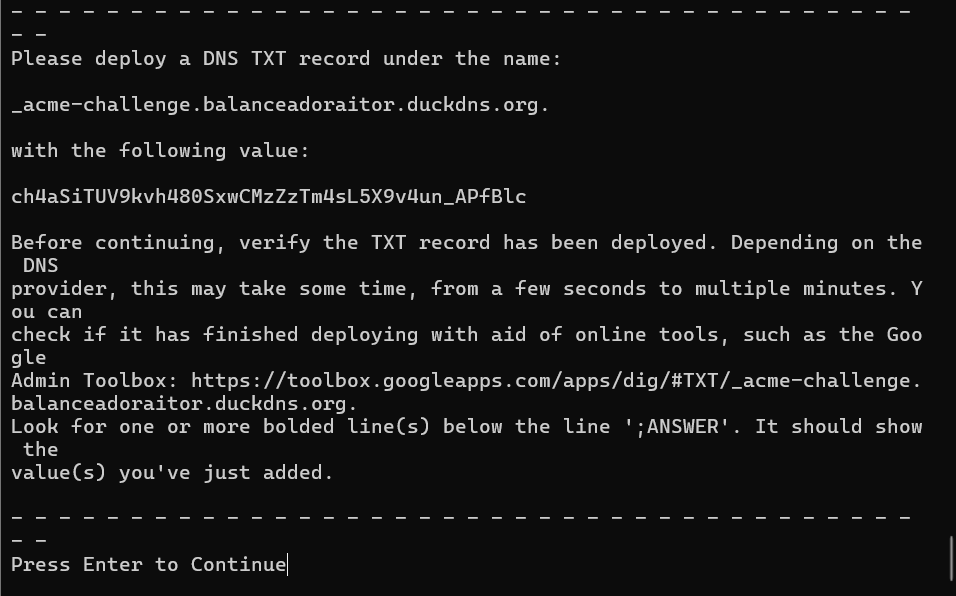 - - - - - - - - - - - - - - - - - - - - - - - - - - - - - - - - - - - - - -
- -
Please deploy a DNS TXT record under the name:
_acme-challenge.balanceadoraitor.duckdns.org.
with the following value:
ch4aSiTUV9kvh480SxwCMzZzTm4sL5X9v4un_APfBlc
Before continuing, verify the TXT record has been deployed. Depending on the
 DNS
provider, this may take some time, from a few seconds to multiple minutes. Y
ou can
check if it has finished deploying with aid of online tools, such as the Goo
gle
Admin Toolbox: https://toolbox.googleapps.com/apps/dig/#TXT/_acme-challenge.
balanceadoraitor.duckdns.org.
Look for one or more bolded line(s) below the line ';ANSWER'. It should show
 the
value(s) you've just added.
- - - - - - - - - - - - - - - - - - - - - - - - - - - - - - - - - - - - - -
- -
Press Enter to Continue